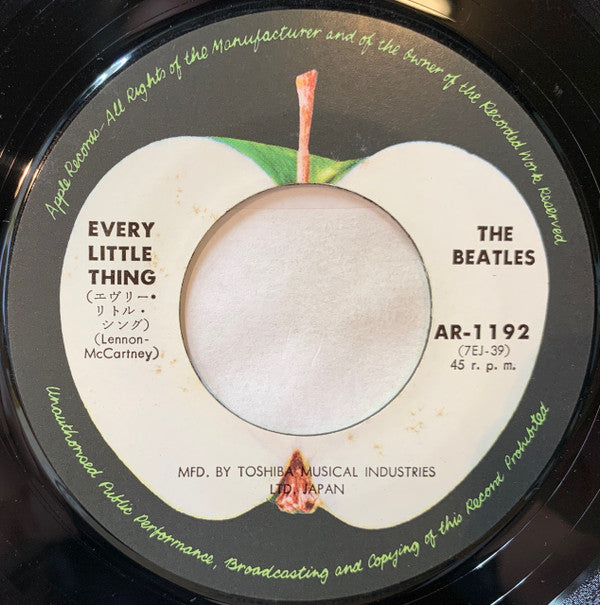 Apple Records-All Rights of the Manufacturer and of the Owner of the Recorded Work Reserved
EVERY
LITTLE
THING
(エヴリー・
リトル・
シング)
(Lennon-
McCartney)
THE
BEATLES
AR-1192
(7EJ-39)
45 r. p. m.
MFD. BY TOSHIBA MUSICAL INDUSTRIES
LTD. JAPAN
Unauthorised Public Performance, Broadcasting and Copying of this Record Prohibited